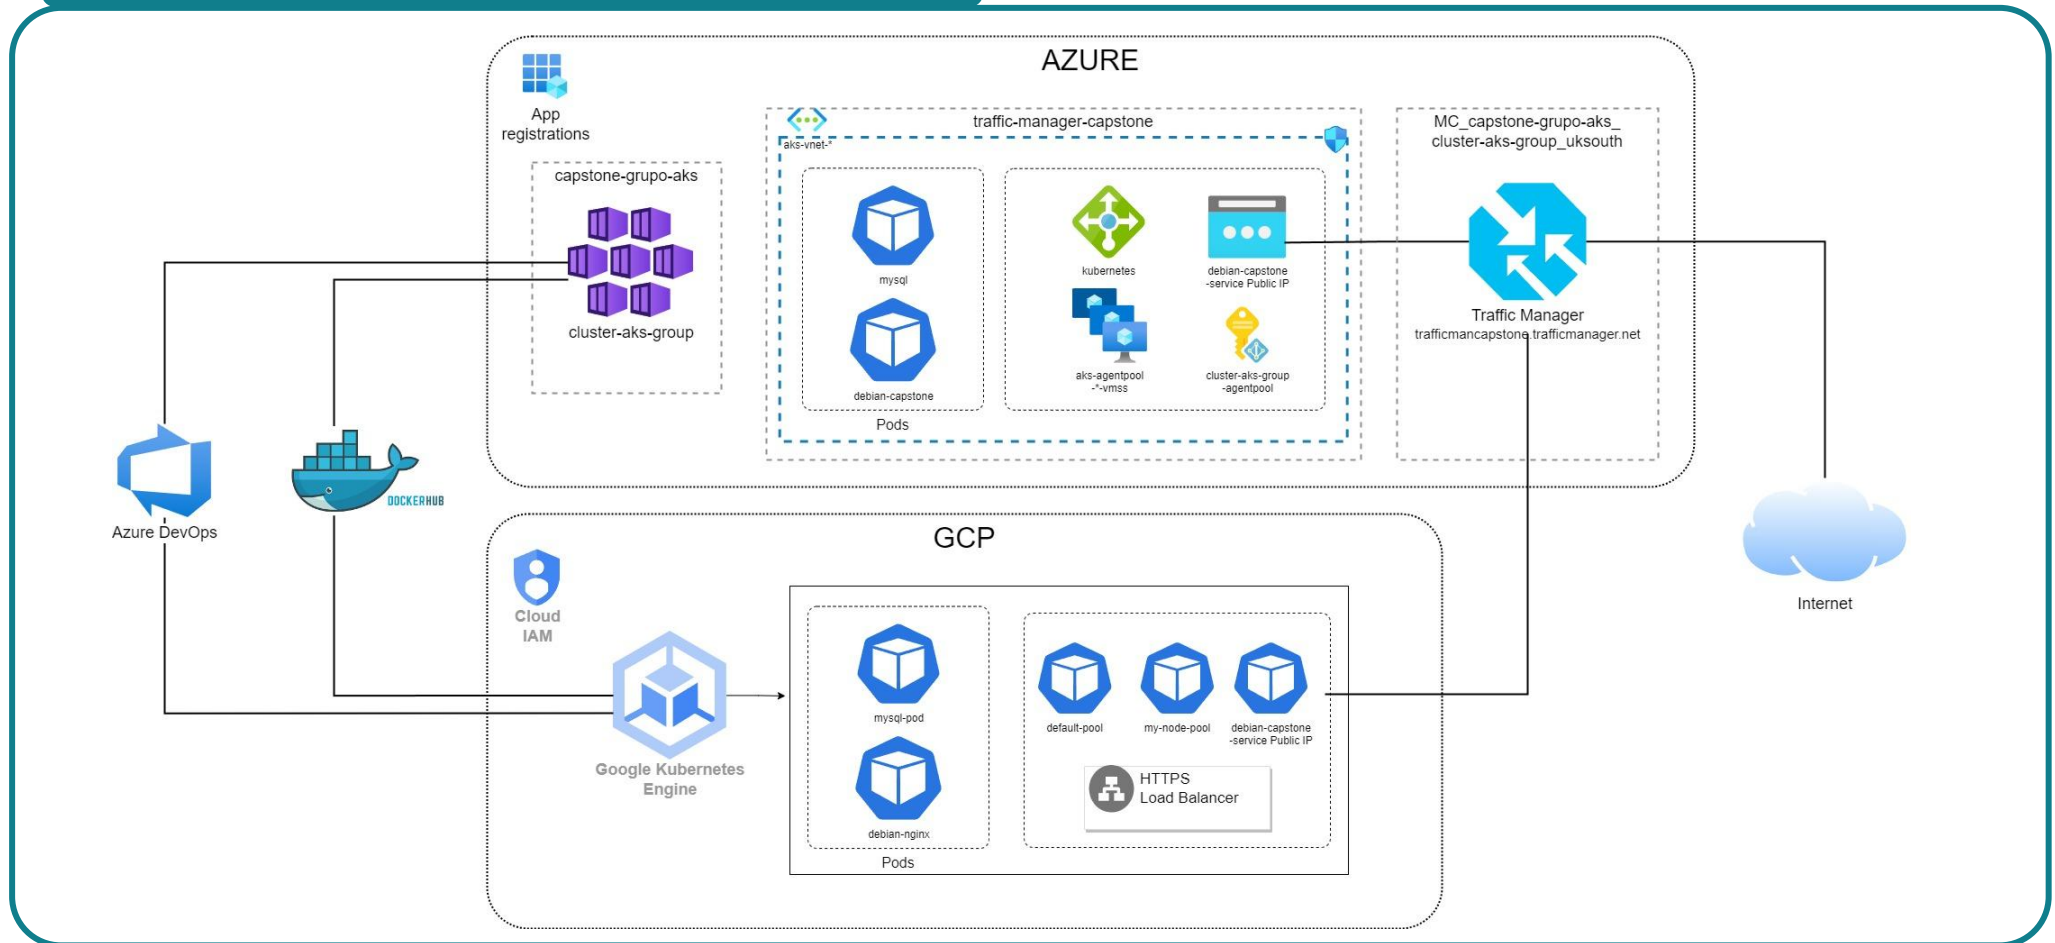 AZURE
App
registrations
capstone-grupo-aks
cluster-aks-group
traffic-manager-capstone
aks-vnet-*
mysql
debian-capstone
Pods
kubernetes
debian-capstone
-service Public IP
aks-agentpool
-*-vmss
cluster-aks-group
-agentpool
MC_capstone-grupo-aks_
cluster-aks-group_uksouth
Traffic Manager
trafficmancapstone.trafficmanager.net
Azure DevOps
DOCKERHUB
Internet
GCP
Cloud
IAM
Google Kubernetes
Engine
mysql-pod
debian-nginx
Pods
default-pool
my-node-pool
debian-capstone
-service Public IP
HTTPS
Load Balancer